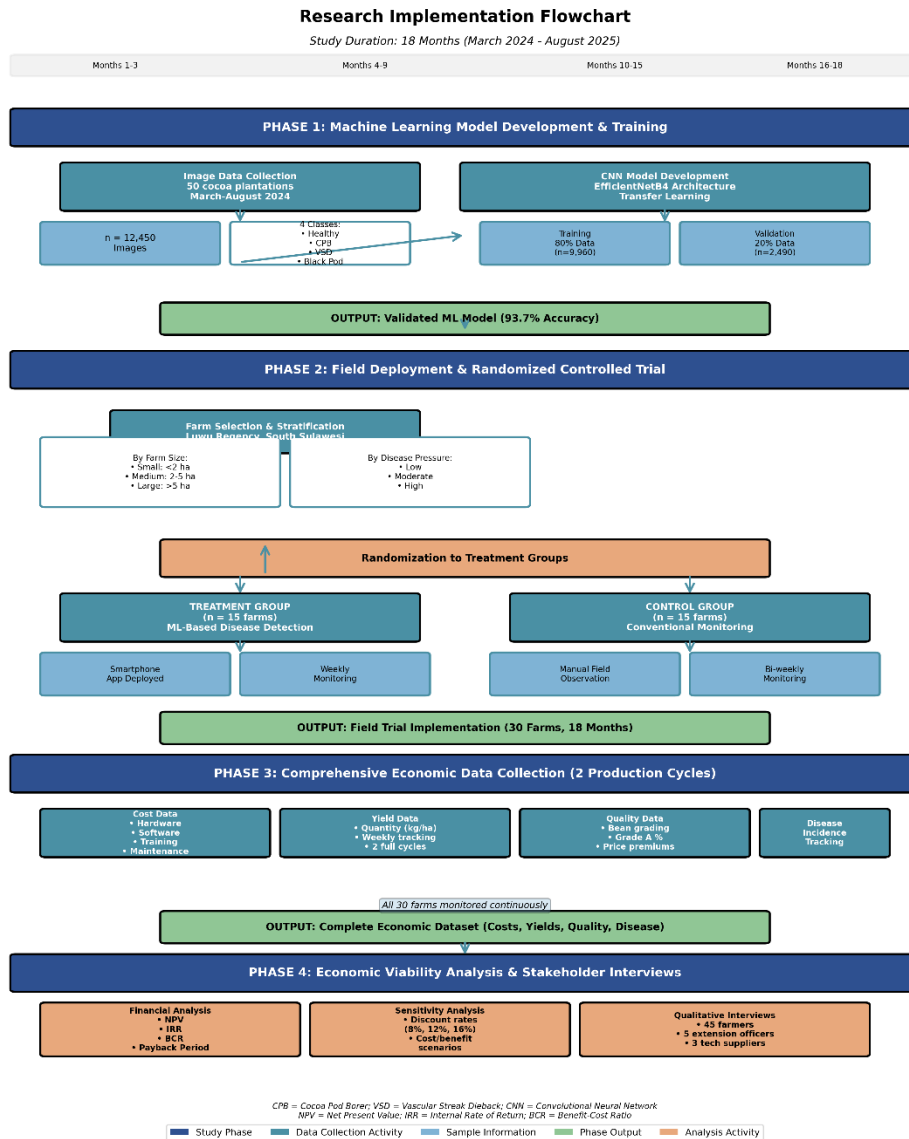 Research Implementation Flowchart
Study Duration: 18 Months (March 2024 - August 2025)
Months 1-3
Months 4-9
Months 10-15
Months 16-18
PHASE 1: Machine Learning Model Development & Training
Image Data Collection
50 cocoa plantations
March-August 2024
CNN Model Development
EfficientNetB4 Architecture
Transfer Learning
n = 12,450
Images
4 Classes:
• Healthy
• CPB
• VSD
• Black Pod
Training
80% Data
(n=9,960)
Validation
20% Data
(n=2,490)
OUTPUT: Validated ML Model (93.7% Accuracy)
PHASE 2: Field Deployment & Randomized Controlled Trial
Farm Selection & Stratification
Luwu Regency, South Sulawesi
By Farm Size:
• Small: <2 ha
• Medium: 2-5 ha
• Large: >5 ha
By Disease Pressure:
• Low
• Moderate
• High
Randomization to Treatment Groups
TREATMENT GROUP
(n = 15 farms)
ML-Based Disease Detection
CONTROL GROUP
(n = 15 farms)
Conventional Monitoring
Smartphone
App Deployed
Weekly
Monitoring
Manual Field
Observation
Bi-weekly
Monitoring
OUTPUT: Field Trial Implementation (30 Farms, 18 Months)
PHASE 3: Comprehensive Economic Data Collection (2 Production Cycles)
Cost Data
• Hardware
• Software
• Training
• Maintenance
Yield Data
• Quantity (kg/ha)
• Weekly tracking
• 2 full cycles
Quality Data
• Bean grading
• Grade A %
• Price premiums
Disease
Incidence
Tracking
All 30 farms monitored continuously
OUTPUT: Complete Economic Dataset (Costs, Yields, Quality, Disease)
PHASE 4: Economic Viability Analysis & Stakeholder Interviews
Financial Analysis
• NPV
• IRR
• BCR
• Payback Period
Sensitivity Analysis
• Discount rates
(8%, 12%, 16%)
• Cost/benefit
scenarios
Qualitative Interviews
• 45 farmers
• 5 extension officers
• 3 tech suppliers
CPB = Cocoa Pod Borer; VSD = Vascular Streak Dieback; CNN = Convolutional Neural Network
NPV = Net Present Value; IRR = Internal Rate of Return; BCR = Benefit-Cost Ratio
Study Phase
Data Collection Activity
Sample Information
Phase Output
Analysis Activity